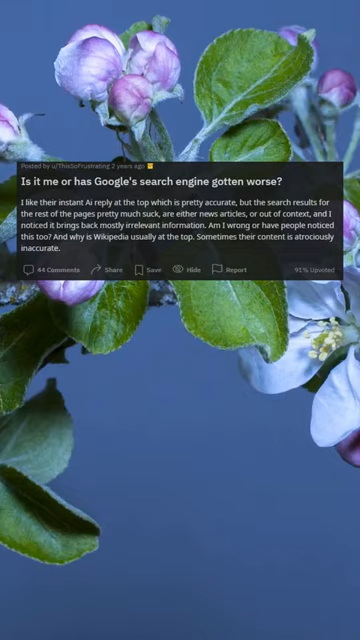 Posted by u/ThisSoFrustrating 2 years ago
Is it me or has Google's search engine gotten worse?
I like their instant Ai reply at the top which is pretty accurate, but the search results for
the rest of the pages pretty much suck, are either news articles, or out of context, and I
noticed it brings back mostly irrelevant information. Am I wrong or have people noticed
this too? And why is Wikipedia usually at the top. Sometimes their content is atrociously
inaccurate.
44 Comments Share Save Hide Report 91% Upvoted